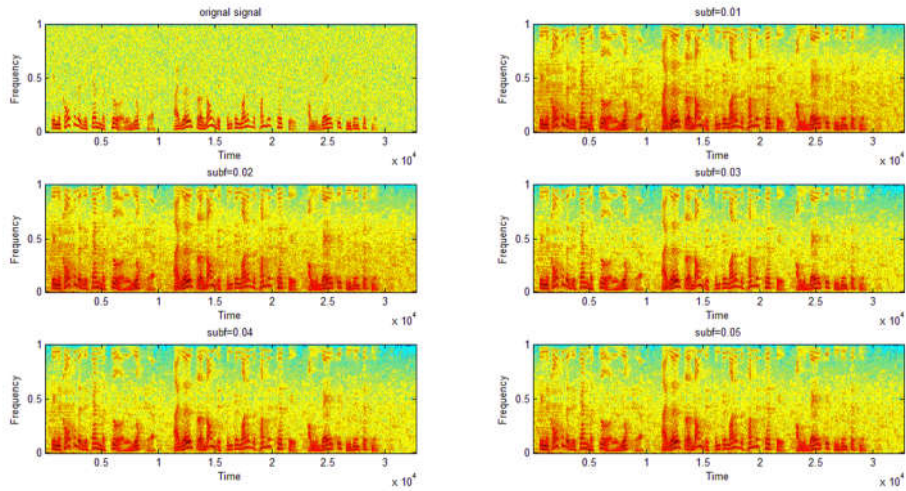 orignal signal
1
0.5
0
Frequency
0.5 1 1.5 2 2.5 3
Time
x 10^4
subf=0.01
1
0.5
0
Frequency
0.5 1 1.5 2 2.5 3
Time
x 10^4
subf=0.02
1
0.5
0
Frequency
0.5 1 1.5 2 2.5 3
Time
x 10^4
subf=0.03
1
0.5
0
Frequency
0.5 1 1.5 2 2.5 3
Time
x 10^4
subf=0.04
1
0.5
0
Frequency
0.5 1 1.5 2 2.5 3
Time
x 10^4
subf=0.05
1
0.5
0
Frequency
0.5 1 1.5 2 2.5 3
Time
x 10^4